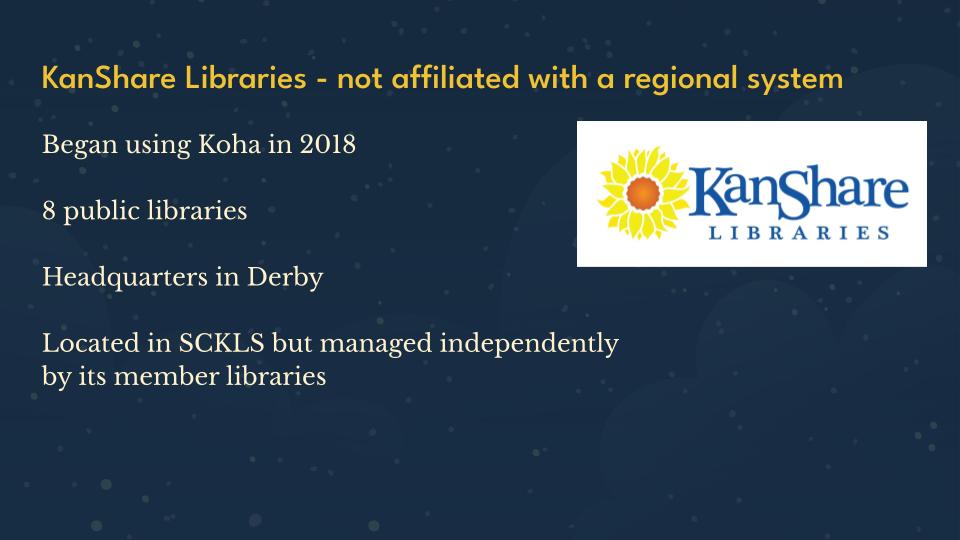 KanShare Libraries - not affiliated with a regional system
Began using Koha in 2018
8 public libraries
Headquarters in Derby
Located in SCKLS but managed independently
by its member libraries
KanShare
LIBRARIES